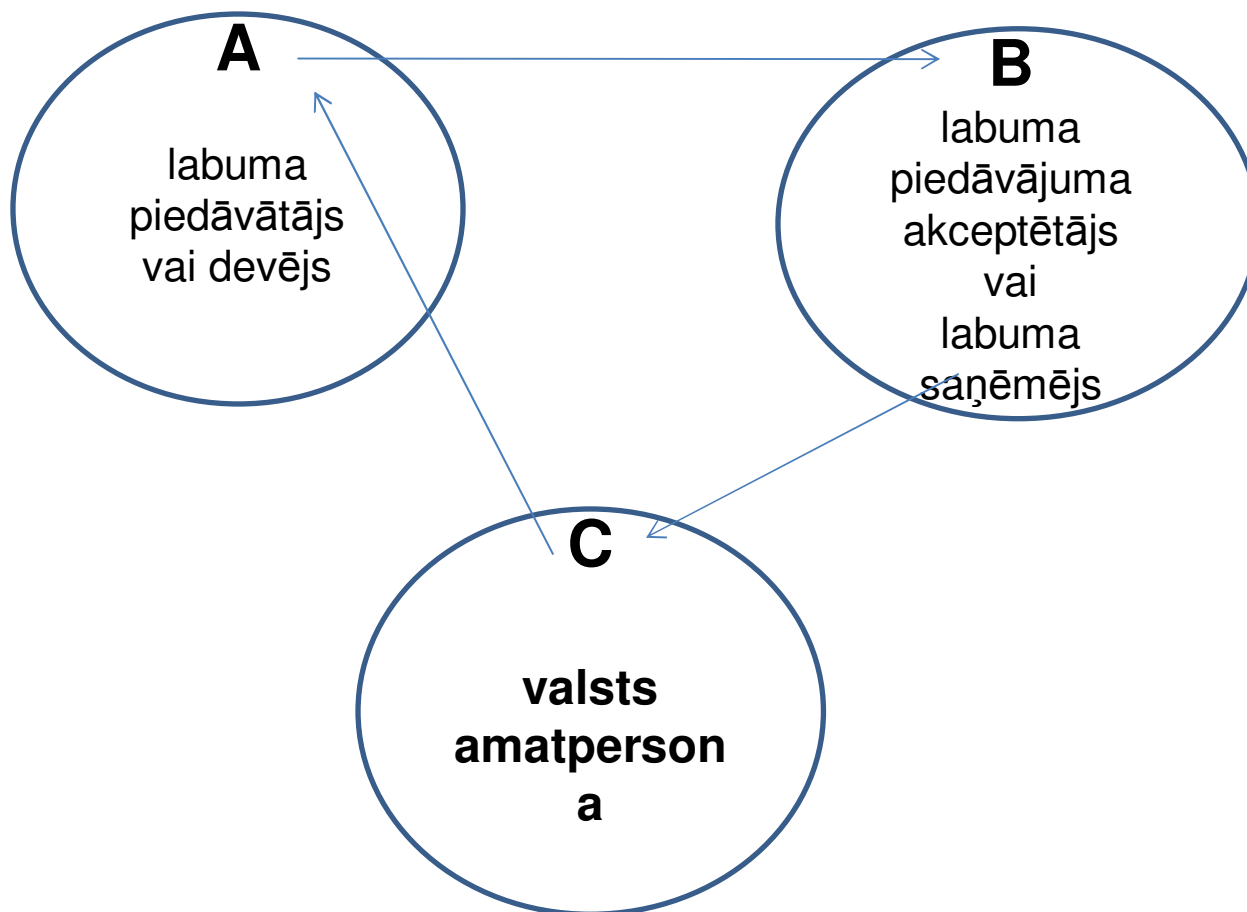 A
labuma
piedāvātājs
vai devējs
B
labuma
piedāvājuma
akceptētājs
vai
labuma
saņēmējs
C
valsts
amatperson
a